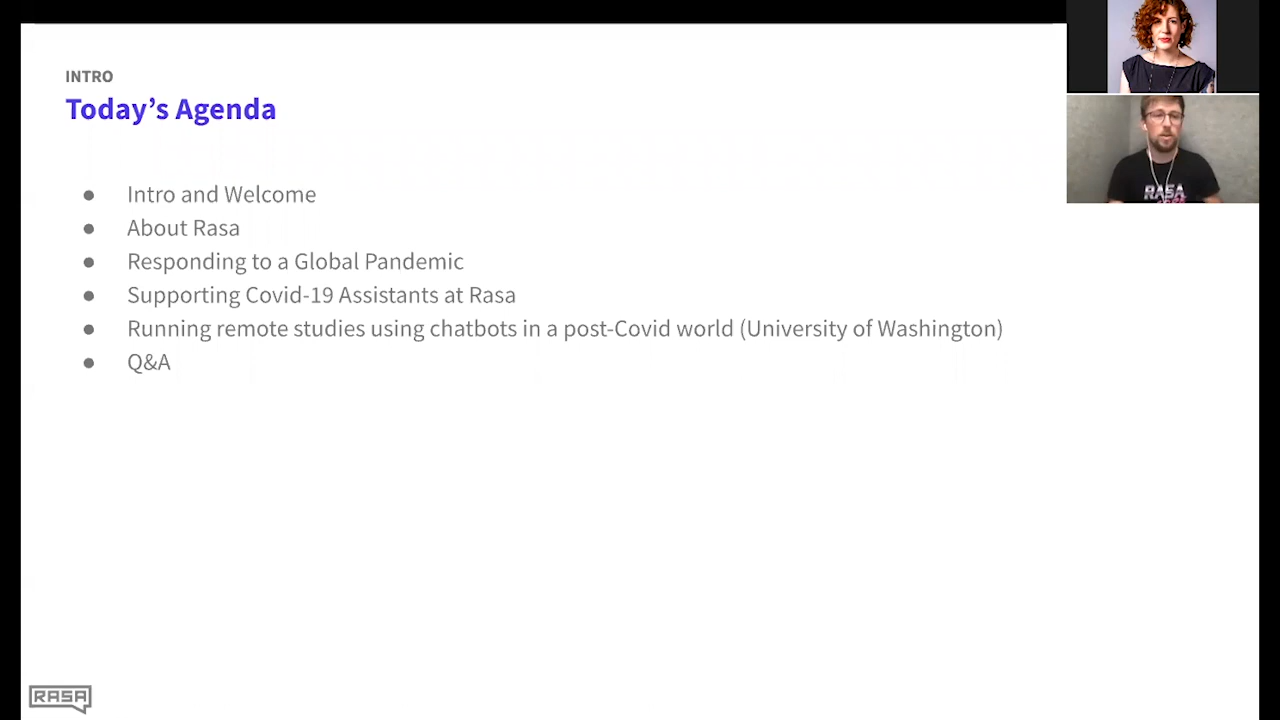 INTRO
Today's Agenda
● Intro and Welcome
● About Rasa
● Responding to a Global Pandemic
● Supporting Covid-19 Assistants at Rasa
● Running remote studies using chatbots in a post-Covid world (University of Washington)
● Q&A
RASA
RASA